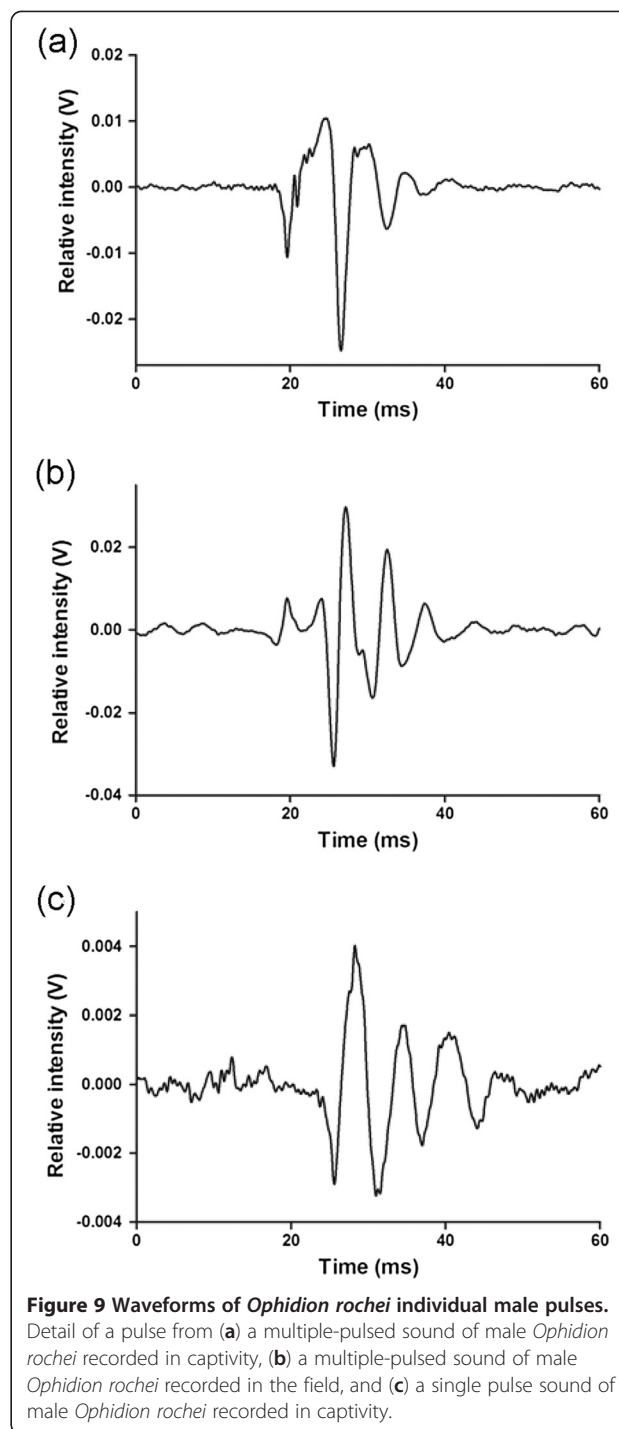 (a)
0.02
0.01
0.00
-0.01
-0.02
Relative intensity (V)
0 20 40 60
Time (ms)
(b)
0.02
0.00
-0.02
-0.04
Relative intensity (V)
0 20 40 60
Time (ms)
(c)
0.004
0.002
0.000
-0.002
-0.004
Relative intensity (V)
0 20 40 60
Time (ms)
Figure 9 Waveforms of Ophidion rochei individual male pulses.
Detail of a pulse from (a) a multiple-pulsed sound of male Ophidion
rochei recorded in captivity, (b) a multiple-pulsed sound of male
Ophidion rochei recorded in the field, and (c) a single pulse sound of
male Ophidion rochei recorded in captivity.